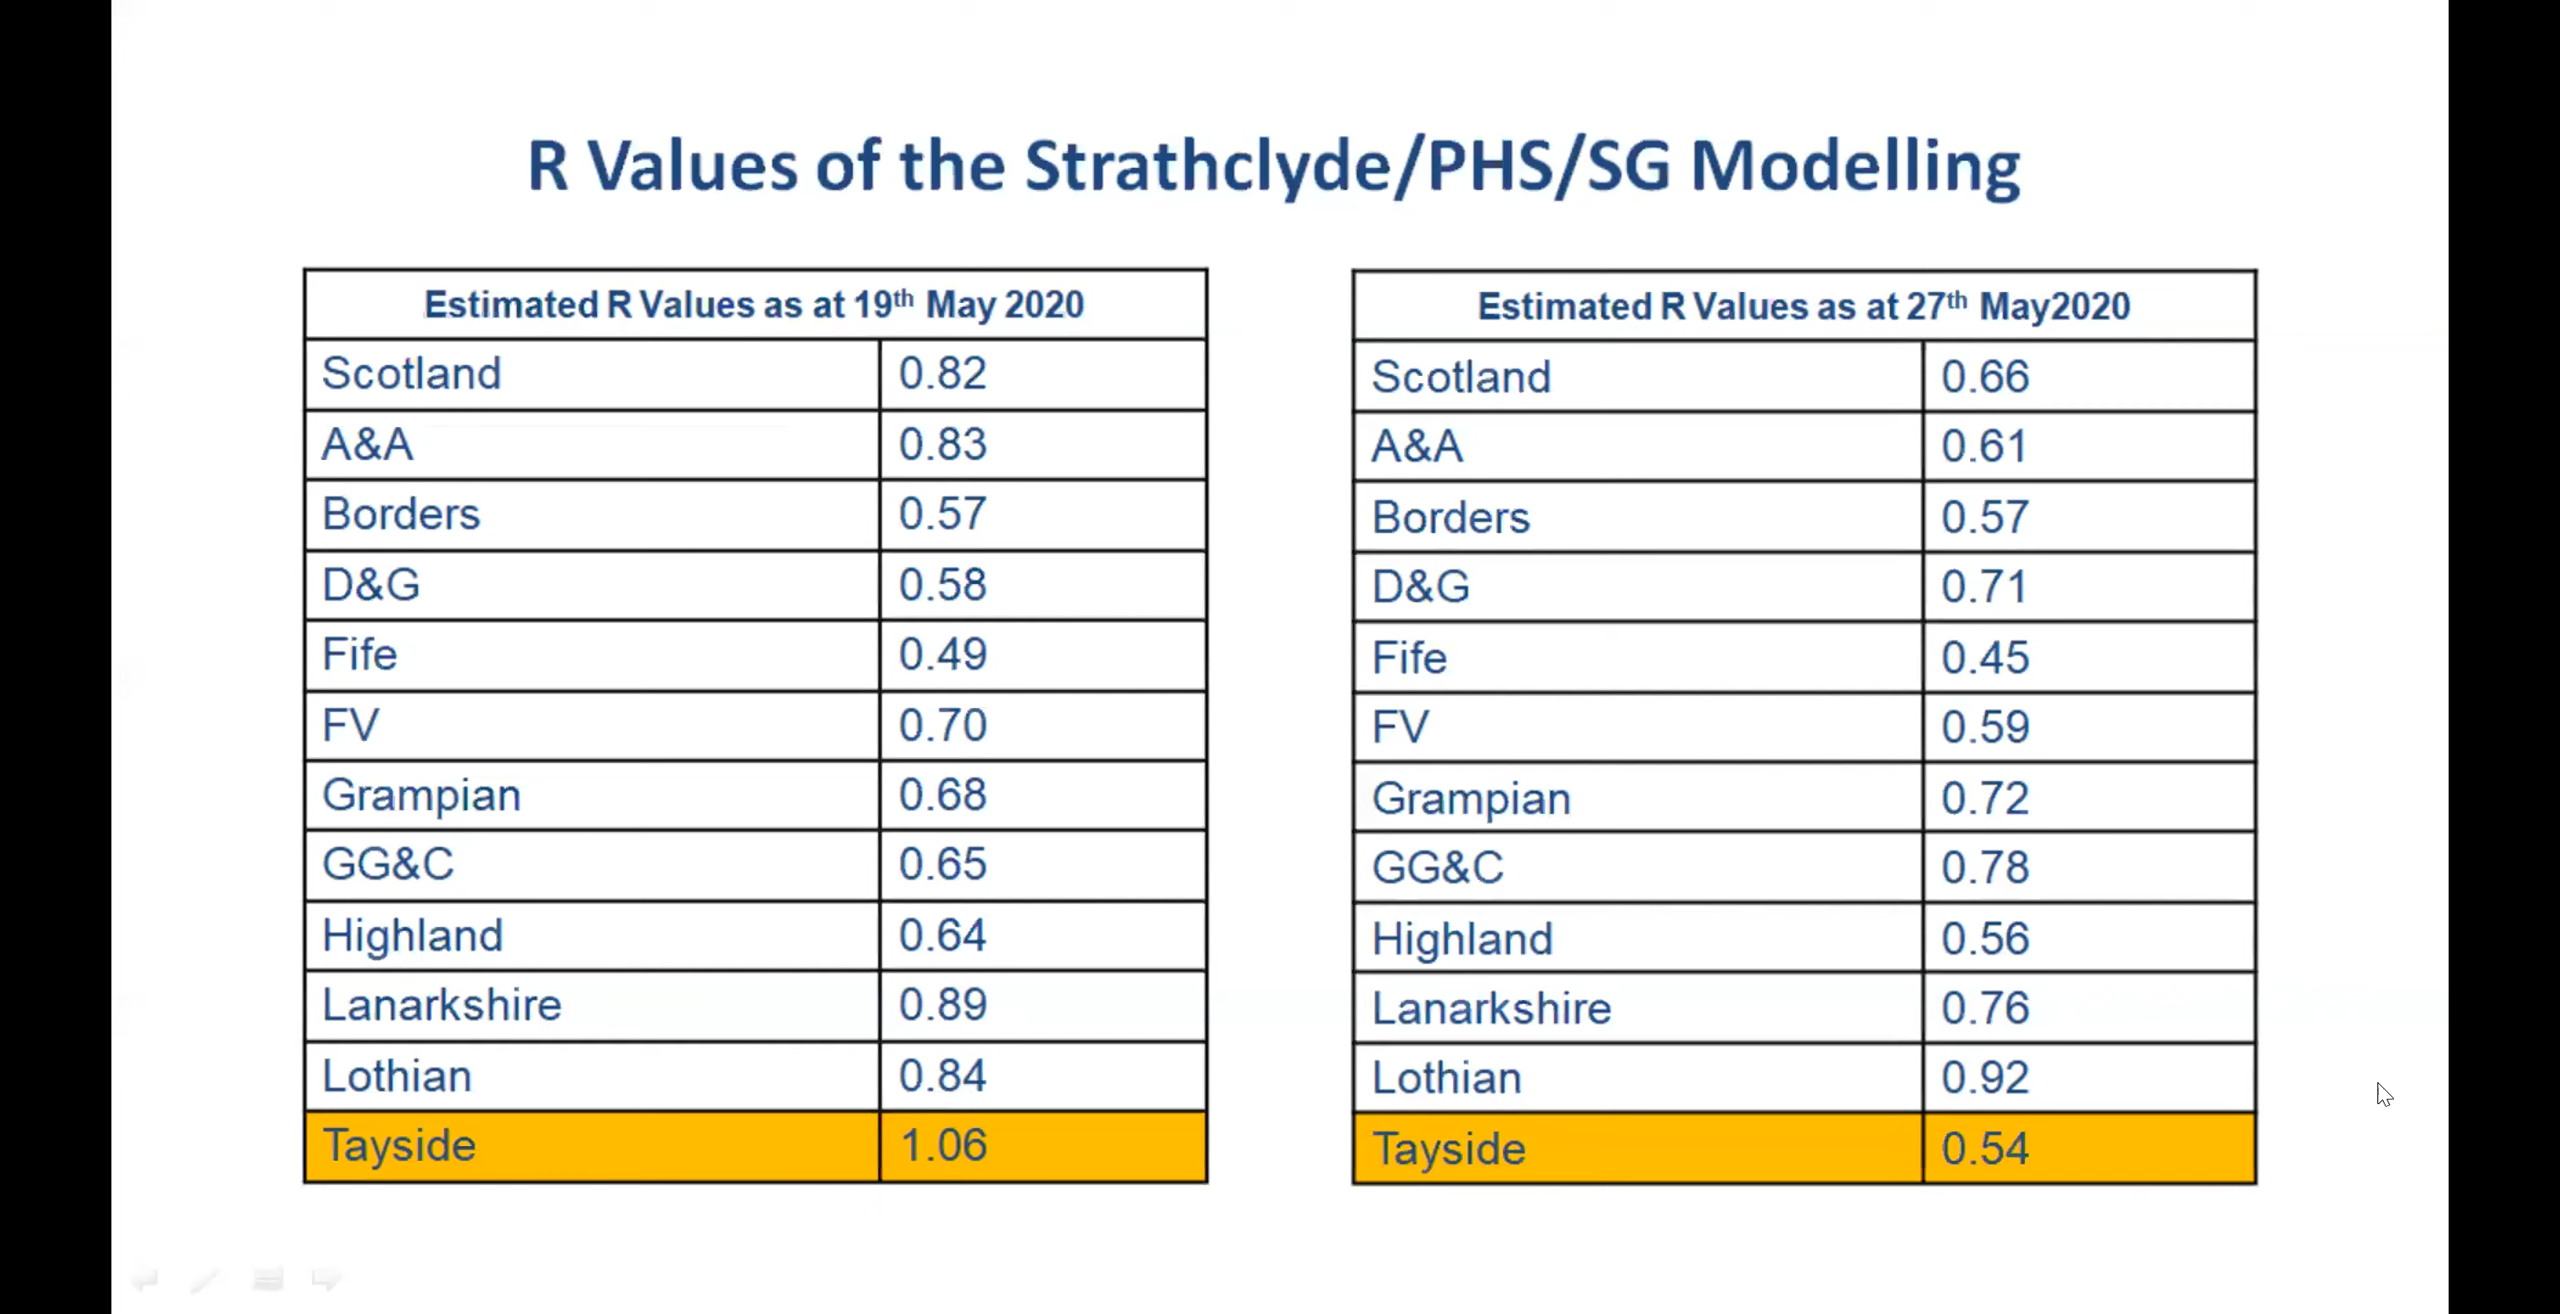 R Values of the Strathclyde/PHS/SG Modelling
Estimated R Values as at 19th May 2020
Scotland 0.82
A&A 0.83
Borders 0.57
D&G 0.58
Fife 0.49
FV 0.70
Grampian 0.68
GG&C 0.65
Highland 0.64
Lanarkshire 0.89
Lothian 0.84
Tayside 1.06
Estimated R Values as at 27th May2020
Scotland 0.66
A&A 0.61
Borders 0.57
D&G 0.71
Fife 0.45
FV 0.59
Grampian 0.72
GG&C 0.78
Highland 0.56
Lanarkshire 0.76
Lothian 0.92
Tayside 0.54